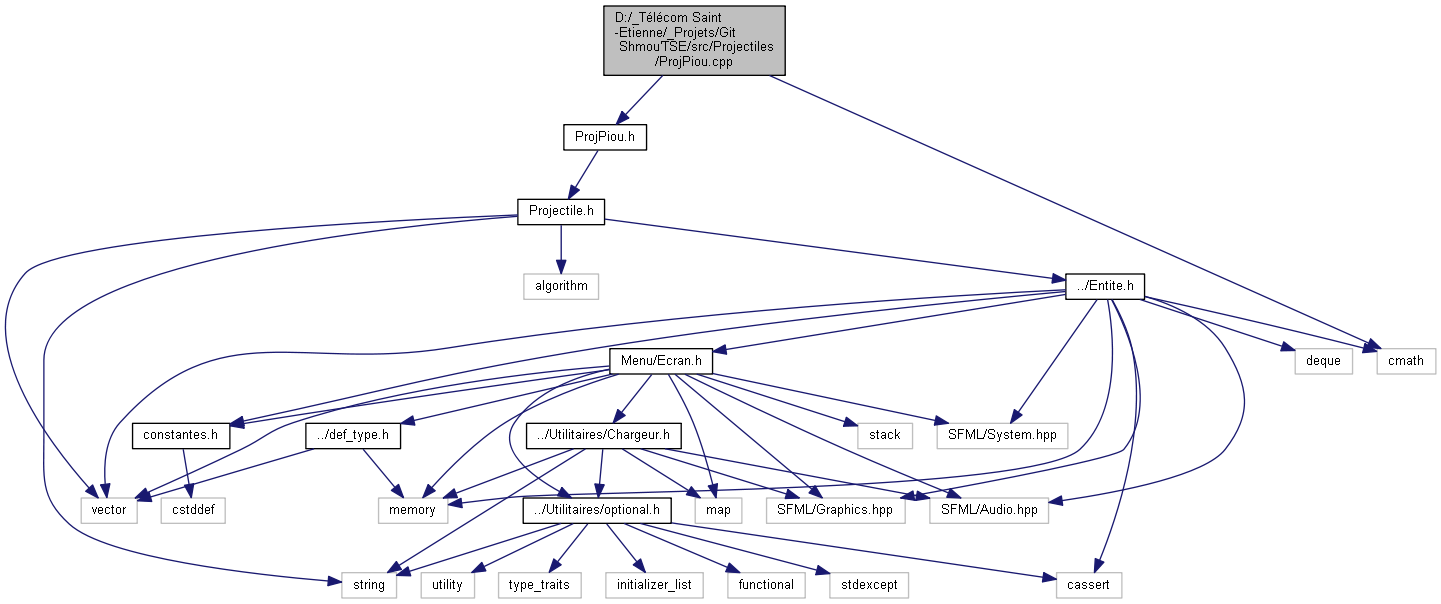 D:/_Télécom Saint
-Etienne/_Projets/Git
ShmouTSE/src/Projectiles
/ProjPiou.cpp
ProjPiou.h
Projectile.h
algorithm
../Entite.h
Menu/Ecran.h
deque
cmath
constantes.h
../def_type.h
../Utilitaires/Chargeur.h
stack
SFML/System.hpp
vector
cstddef
memory
../Utilitaires/optional.h
map
SFML/Graphics.hpp
SFML/Audio.hpp
string
utility
type_traits
initializer_list
functional
stdexcept
cassert